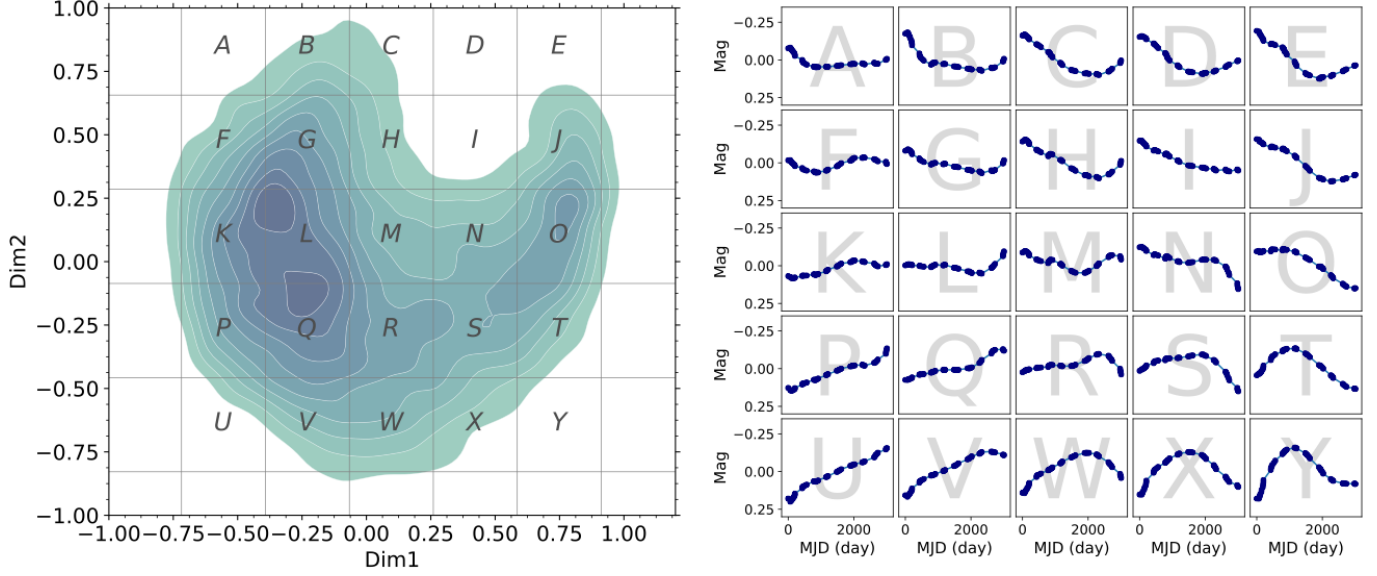 1.00
0.75
0.50
0.25
0.00
−0.25
−0.50
−0.75
−1.00
Dim2
A B C D E
F G H I J
K L M N O
P Q R S T
U V W X Y
−1.00 −0.75 −0.50 −0.25 0.00 0.25 0.50 0.75 1.00
Dim1
Mag
−0.25
0.00
0.25
A B C D E
Mag
−0.25
0.00
0.25
F G H I J
Mag
−0.25
0.00
0.25
K L M N O
Mag
−0.25
0.00
0.25
P Q R S T
Mag
−0.25
0.00
0.25
U V W X Y
0 2000 0 2000 0 2000 0 2000 0 2000
MJD (day) MJD (day) MJD (day) MJD (day) MJD (day)